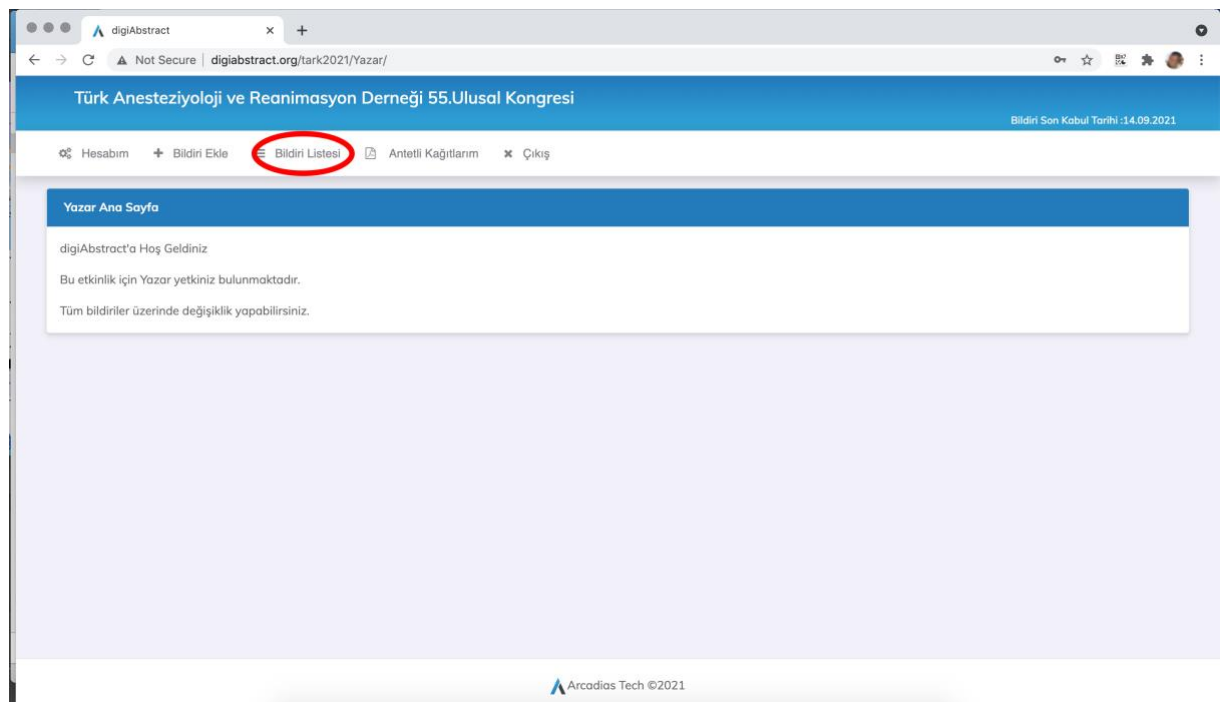 digiAbstract
Not Secure | digiabstract.org/tark2021/Yazar/
Türk Anesteziyoloji ve Reanimasyon Derneği 55.Ulusal Kongresi
Bildiri Son Kabul Tarihi :14.09.2021
Hesabım Bildiri Ekle Bildiri Listesi Antetli Kağıtlarım Çıkış
Yazar Ana Sayfa
digiAbstract'a Hoş Geldiniz
Bu etkinlik için Yazar yetkiniz bulunmaktadır.
Tüm bildiriler üzerinde değişiklik yapabilirsiniz.
Arcadias Tech ©2021